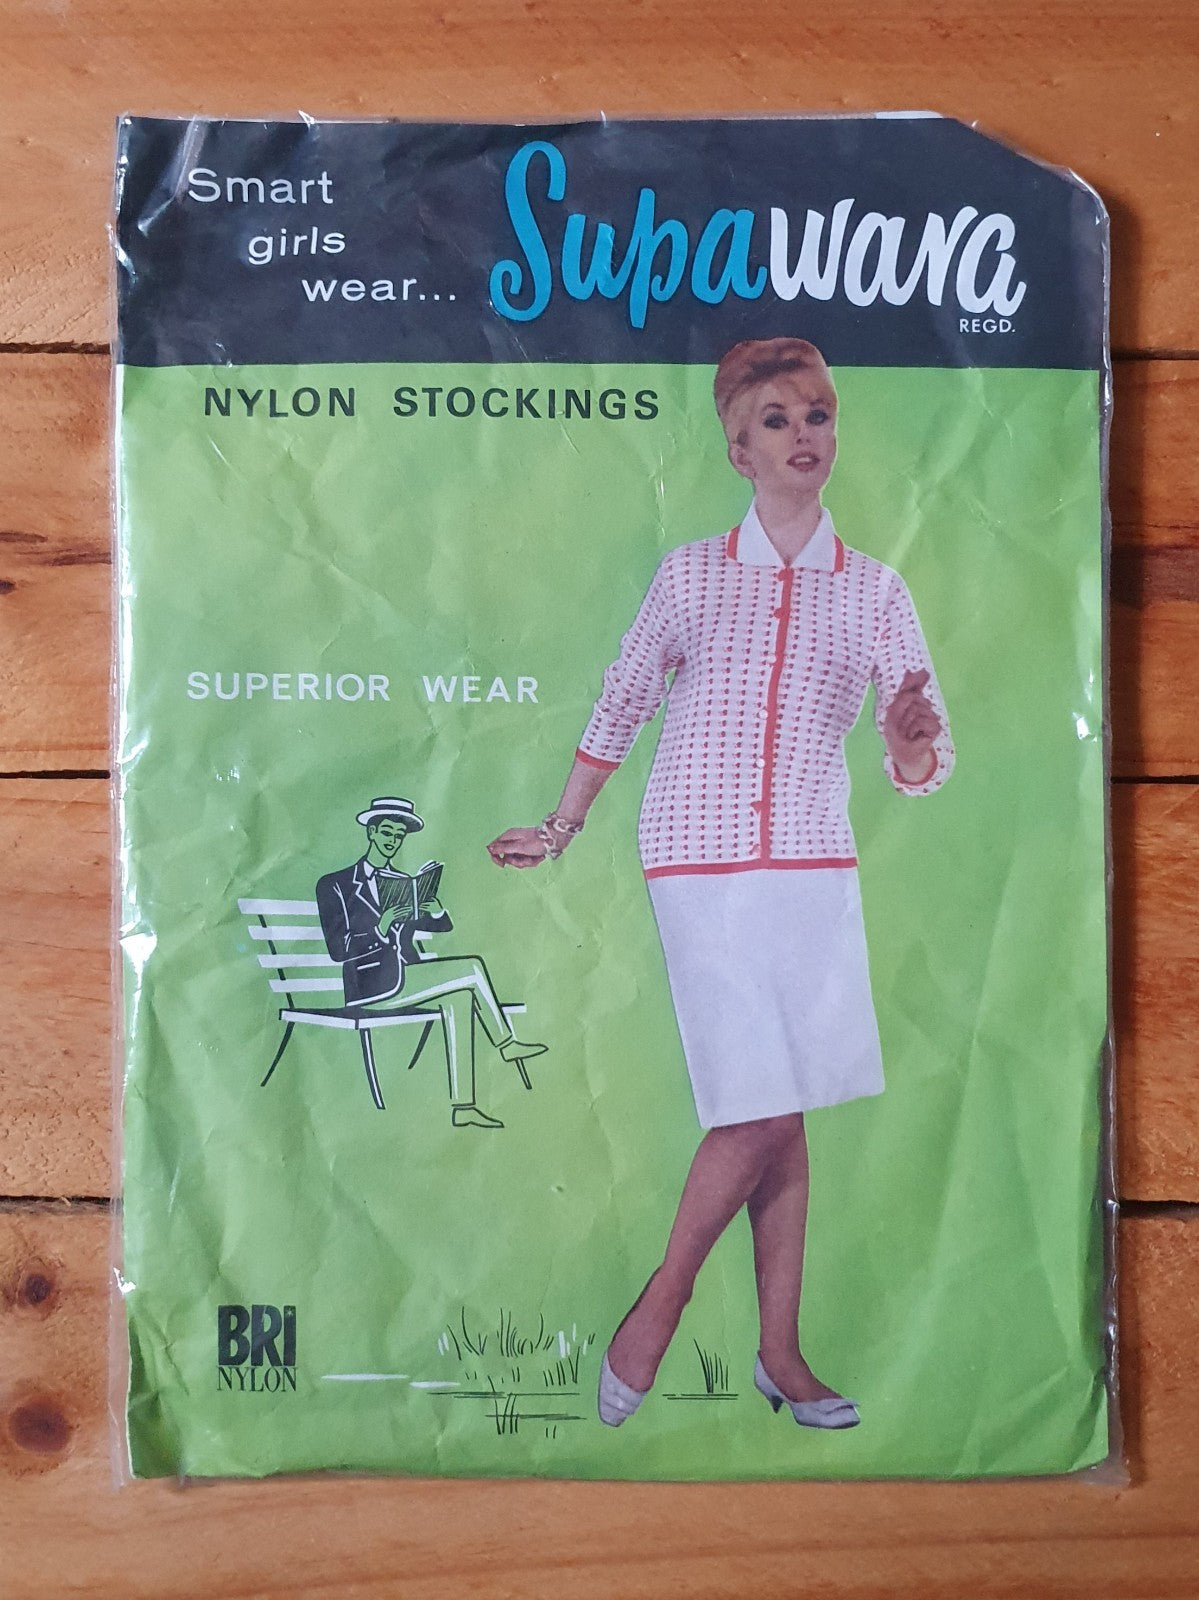 Smart
girls
wear...
Supawara
REGD.
NYLON STOCKINGS
SUPERIOR WEAR
BRI
NYLON